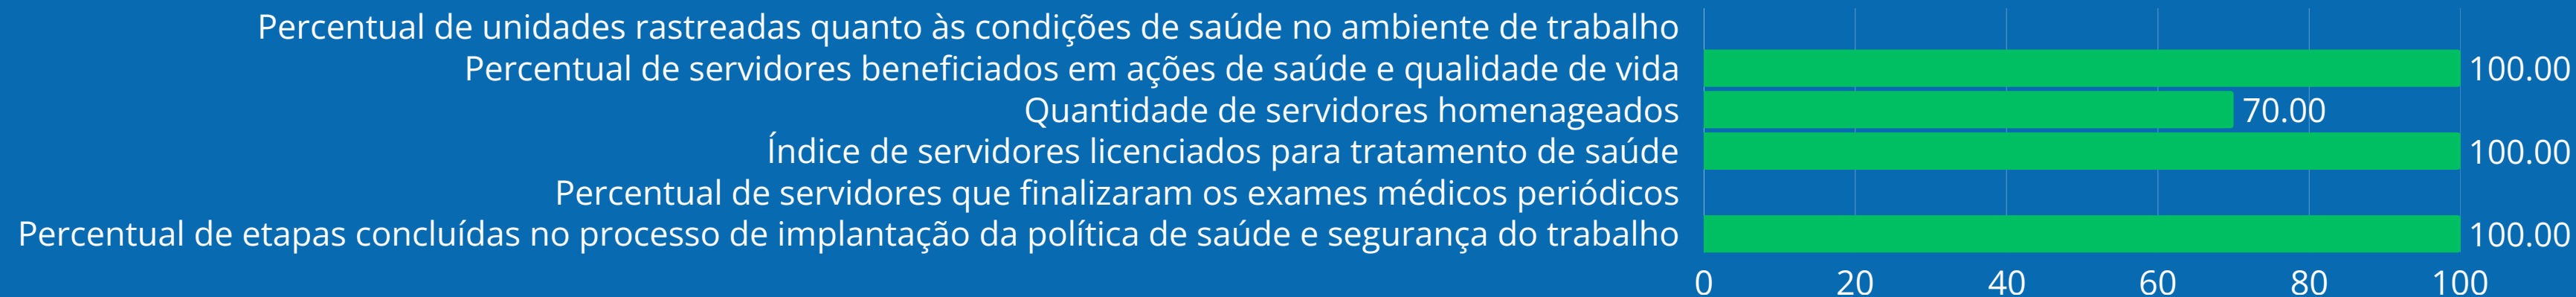 Percentual de unidades rastreadas quanto às condições de saúde no ambiente de trabalho
Percentual de servidores beneficiados em ações de saúde e qualidade de vida 100.00
Quantidade de servidores homenageados 70.00
Índice de servidores licenciados para tratamento de saúde 100.00
Percentual de servidores que finalizaram os exames médicos periódicos
Percentual de etapas concluídas no processo de implantação da política de saúde e segurança do trabalho 100.00
0 20 40 60 80 100